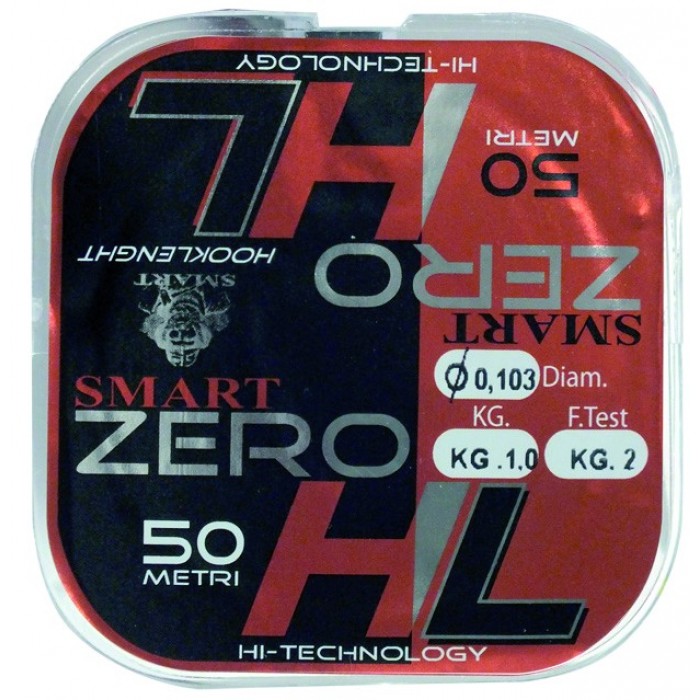 HI-TECHNOLOGY
HL
50
METRI
HOOKLENGHT
ZERO
SMART
SMART
SMART
ZERO
Ø 0,103 Diam.
KG. F.Test
KG .1,0 KG. 2
50
METRI
HL
HI-TECHNOLOGY